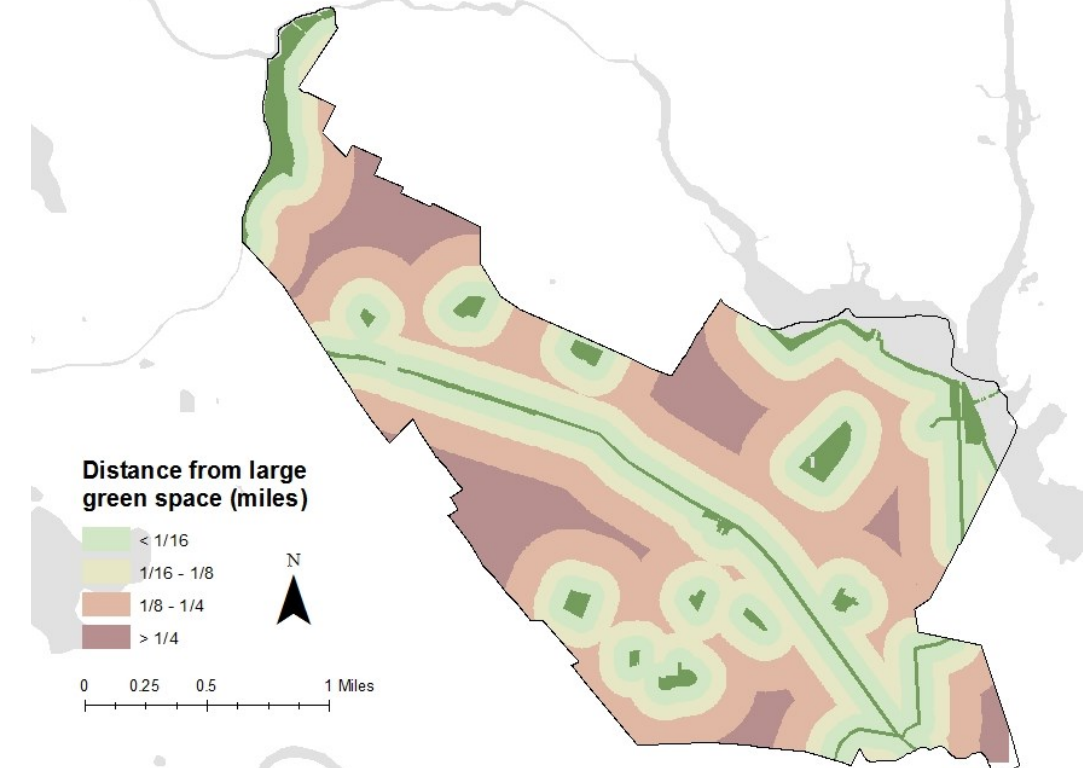 Distance from large
green space (miles)
< 1/16
1/16 - 1/8
1/8 - 1/4
> 1/4
N
0 0.25 0.5 1 Miles